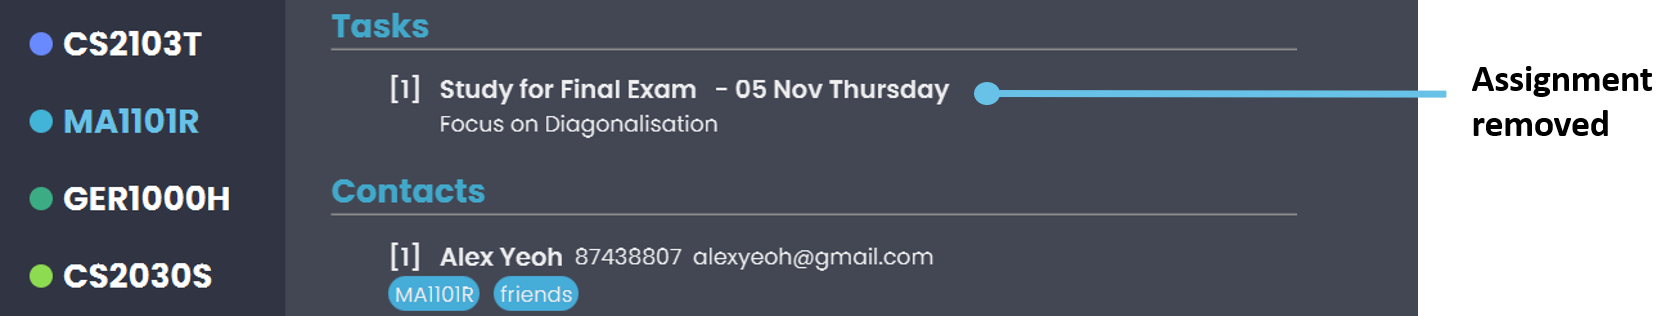 CS2103T
MA1101R
GER1000H
CS2030S
Tasks
[1] Study for Final Exam - 05 Nov Thursday
Focus on Diagonalisation
Contacts
[1] Alex Yeoh 87438807 alexyeoh@gmail.com
MA1101R friends
Assignment
removed